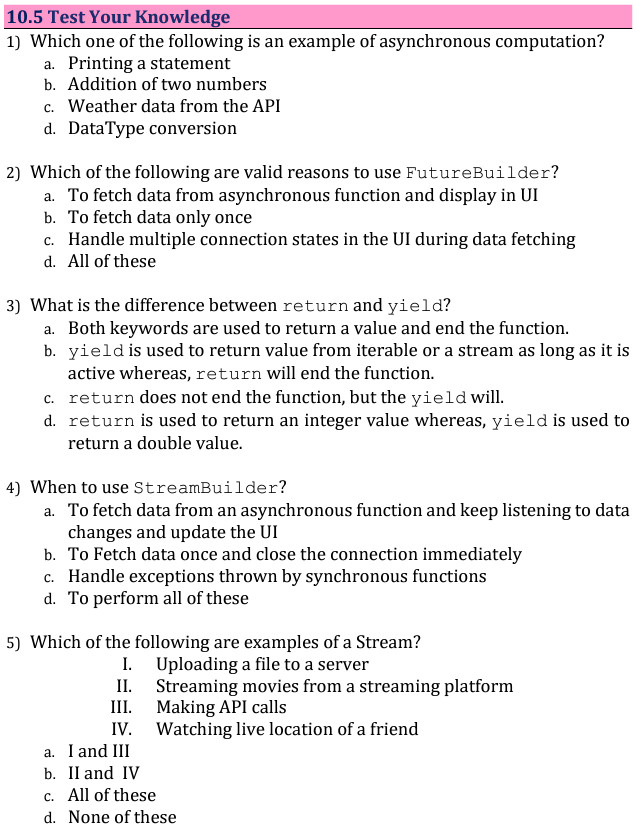 10.5 Test Your Knowledge
1) Which one of the following is an example of asynchronous computation?
a. Printing a statement
b. Addition of two numbers
c. Weather data from the API
d. DataType conversion
2) Which of the following are valid reasons to use FutureBuilder?
a. To fetch data from asynchronous function and display in UI
b. To fetch data only once
c. Handle multiple connection states in the UI during data fetching
d. All of these
3) What is the difference between return and yield?
a. Both keywords are used to return a value and end the function.
b. yield is used to return value from iterable or a stream as long as it is
active whereas, return will end the function.
c. return does not end the function, but the yield will.
d. return is used to return an integer value whereas, yield is used to
return a double value.
4) When to use StreamBuilder?
a. To fetch data from an asynchronous function and keep listening to data
changes and update the UI
b. To Fetch data once and close the connection immediately
c. Handle exceptions thrown by synchronous functions
d. To perform all of these
5) Which of the following are examples of a Stream?
I. Uploading a file to a server
II. Streaming movies from a streaming platform
III. Making API calls
IV. Watching live location of a friend
a. I and III
b. II and IV
c. All of these
d. None of these